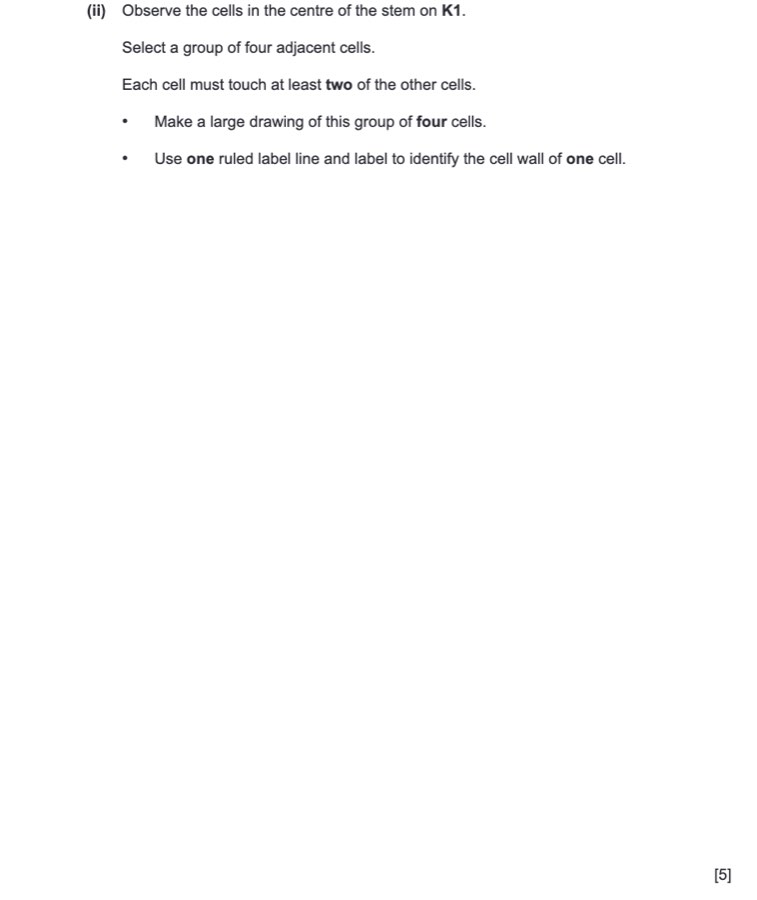 (ii) Observe the cells in the centre of the stem on K1.
Select a group of four adjacent cells.
Each cell must touch at least two of the other cells.
• Make a large drawing of this group of four cells.
• Use one ruled label line and label to identify the cell wall of one cell.
[5]